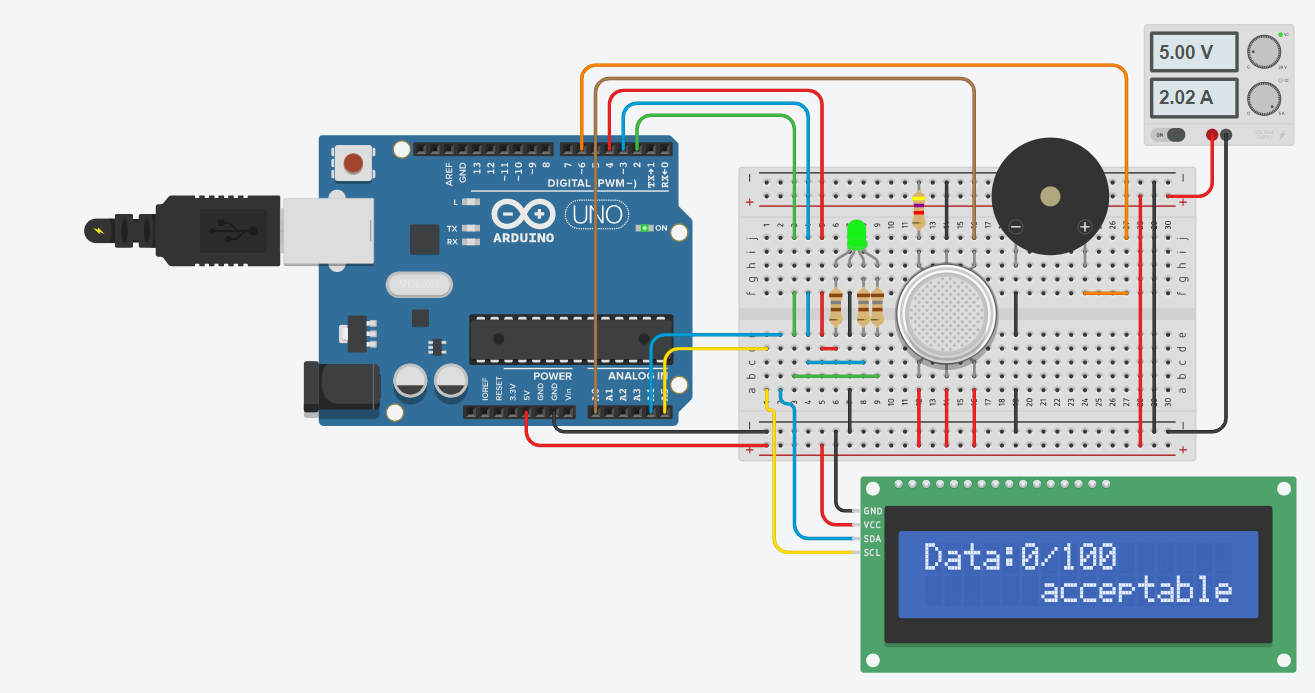 5.00 V
2.02 A
ON
AREF
GND
13
12
~11
~10
~9
8
7
~6
~5
4
~3
2
TX→1
RX←0
DIGITAL (PWM~)
L
TX
RX
UNO
ARDUINO
ON
POWER
ANALOG IN
IOREF
RESET
3.3V
5V
GND
GND
Vin
A0
A1
A2
A3
GND
VCC
SDA
SCL
Data:0/100
acceptable